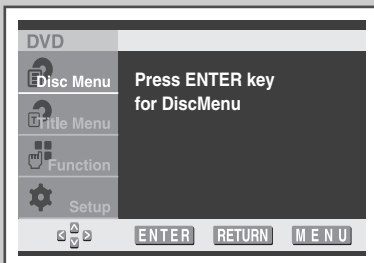 DVD
Disc Menu
Title Menu
Function
Setup
Press ENTER key
for DiscMenu
ENTER RETURN MENU